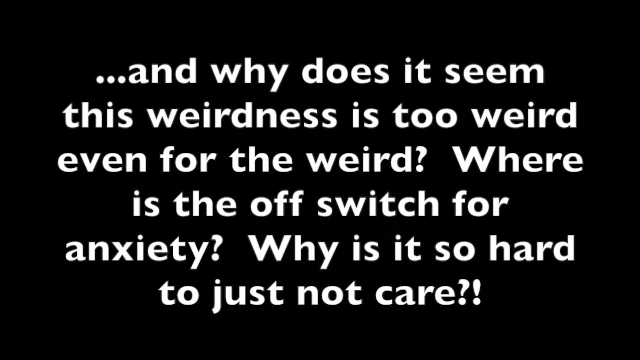 ...and why does it seem
this weirdness is too weird
even for the weird?  Where
is the off switch for
anxiety?  Why is it so hard
to just not care?!